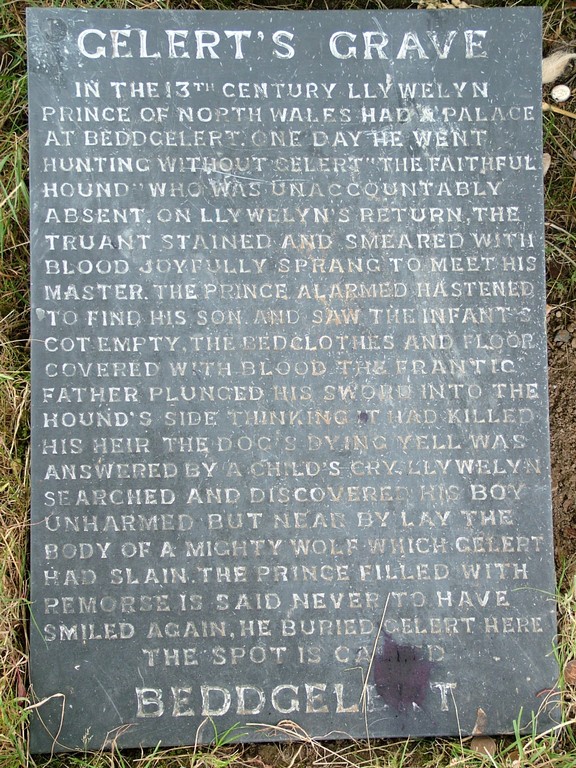 GELERT'S GRAVE
IN THE 13TH CENTURY LLYWELYN
PRINCE OF NORTH WALES HAD A PALACE
AT BEDDGELERT. ONE DAY HE WENT
HUNTING WITHOUT GELERT "THE FAITHFUL
HOUND" WHO WAS UNACCOUNTABLY
ABSENT. ON LLYWELYN'S RETURN, THE
TRUANT STAINED AND SMEARED WITH
BLOOD JOYFULLY SPRANG TO MEET HIS
MASTER. THE PRINCE ALARMED HASTENED
TO FIND HIS SON, AND SAW THE INFANT'S
COT EMPTY, THE BEDCLOTHES AND FLOOR
COVERED WITH BLOOD. THE FRANTIC
FATHER PLUNGED HIS SWORD INTO THE
HOUND'S SIDE THINKING IT HAD KILLED
HIS HEIR. THE DOG'S DYING YELL WAS
ANSWERED BY A CHILD'S CRY. LLYWELYN
SEARCHED AND DISCOVERED HIS BOY
UNHARMED BUT NEAR BY LAY THE
BODY OF A MIGHTY WOLF WHICH GELERT
HAD SLAIN. THE PRINCE FILLED WITH
REMORSE IS SAID NEVER TO HAVE
SMILED AGAIN. HE BURIED GELERT HERE
THE SPOT IS CALLED
BEDDGELERT